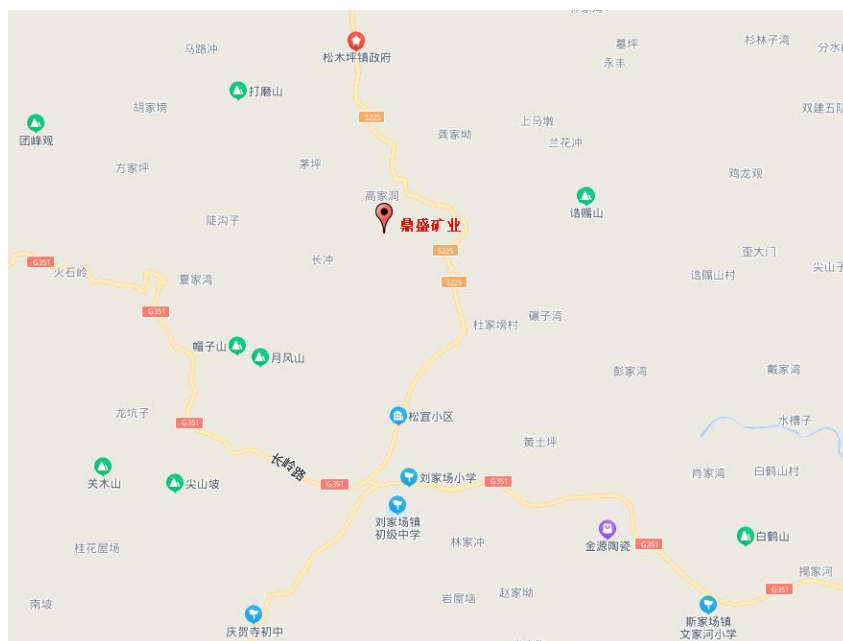 马路冲
松木坪镇政府
墓坪
永丰
杉林子湾
分水
打磨山
胡家塝
团峰观
S225
龚家坳
上马墩
兰花冲
双建五队
方家坪
茅坪
高家洞
鸡龙观
诰赐山
陡沟子
鼎盛矿业
S225
歪大门
G351
火石岭
夏家湾
长冲
S225
诰赐山村
尖山子
G351
杜家塝村
碾子湾
帽子山
月风山
彭家湾
戴家湾
龙坑子
G351
松宜小区
水槽子
黄土坪
长岭路
关木山
尖山坡
G351
刘家场小学
G351
肖家湾
白鹤山村
刘家场镇
初级中学
桂花屋场
林家冲
金源陶瓷
G351
白鹤山
揭家河
G351
南坡
岩屋垴
赵家坳
庆贺寺初中
斯家场镇
文家河小学